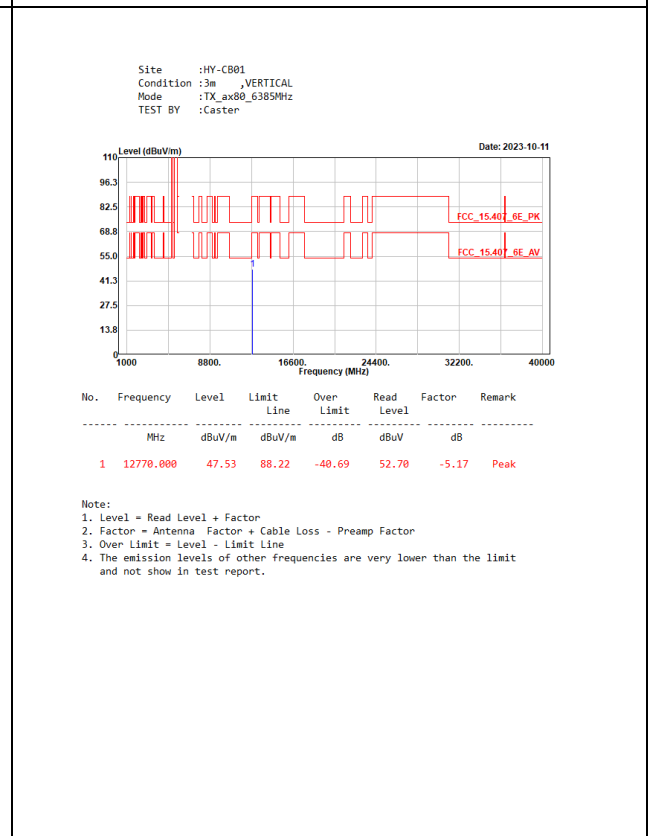 Site      :HY-CB01
Condition :3m    ,VERTICAL
Mode      :TX_ax80_6385MHz
TEST BY   :Caster
Level (dBuV/m)
Date: 2023-10-11
110
96.3
82.5
FCC_15.407_6E_PK
68.8
FCC_15.407_6E_AV
55.0
1
41.3
27.5
13.8
0
1000 8800. 16600. 24400. 32200. 40000
Frequency (MHz)
No. Frequency Level Limit Over Read Factor Remark
Line Limit Level
------ ----------- -------- --------- --------- -------- -------- ---------
MHz dBuV/m dBuV/m dB dBuV dB
1 12770.000 47.53 88.22 -40.69 52.70 -5.17 Peak
Note:
1. Level = Read Level + Factor
2. Factor = Antenna  Factor + Cable Loss - Preamp Factor
3. Over Limit = Level - Limit Line
4. The emission levels of other frequencies are very lower than the limit
and not show in test report.